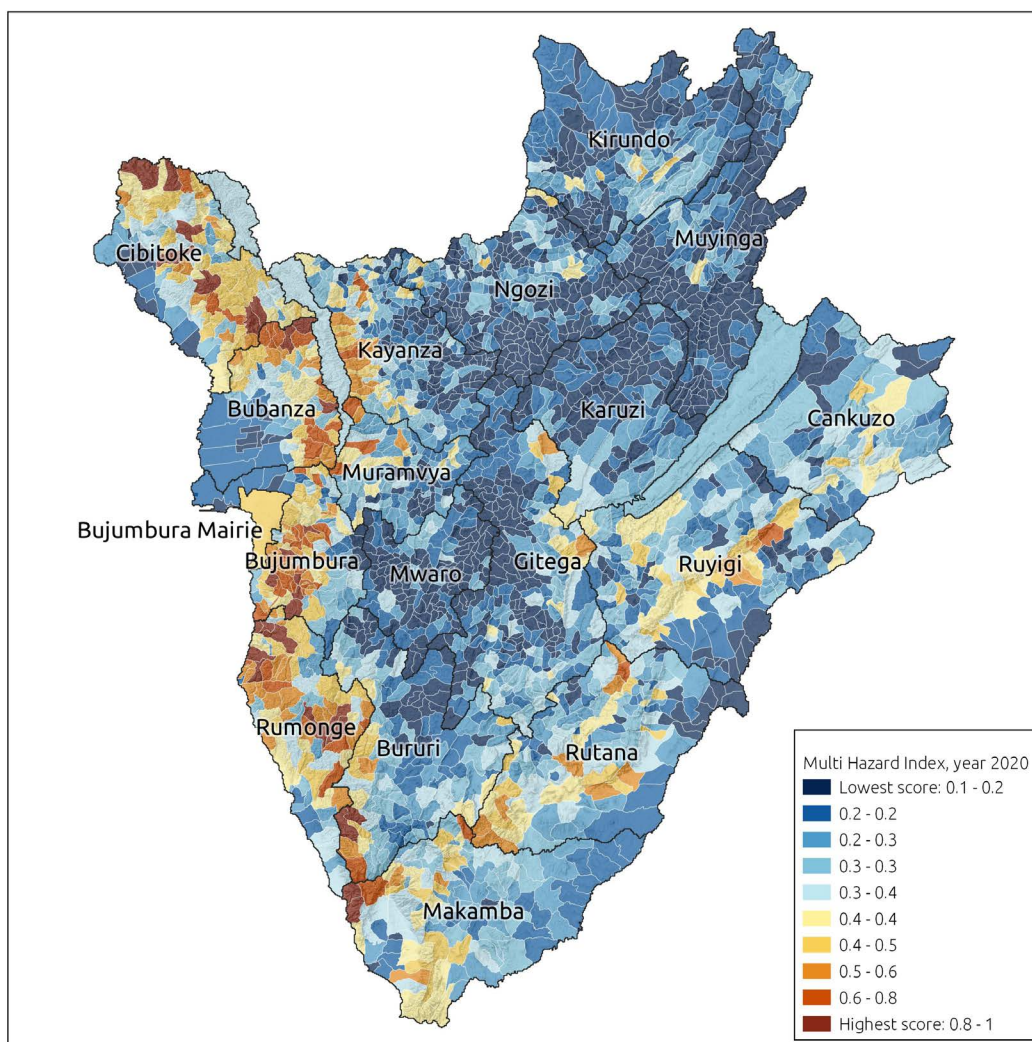 Kirundo
Muyinga
Cibitoke
Ngozi
Kayanza
Bubanza
Karuzi
Cankuzo
Muramvya
Bujumbura Mairie
Bujumbura
Mwaro
Gitega
Ruyigi
Rumonge
Bururi
Rutana
Makamba
Multi Hazard Index, year 2020
Lowest score: 0.1 - 0.2
0.2 - 0.2
0.2 - 0.3
0.3 - 0.3
0.3 - 0.4
0.4 - 0.4
0.4 - 0.5
0.5 - 0.6
0.6 - 0.8
Highest score: 0.8 - 1